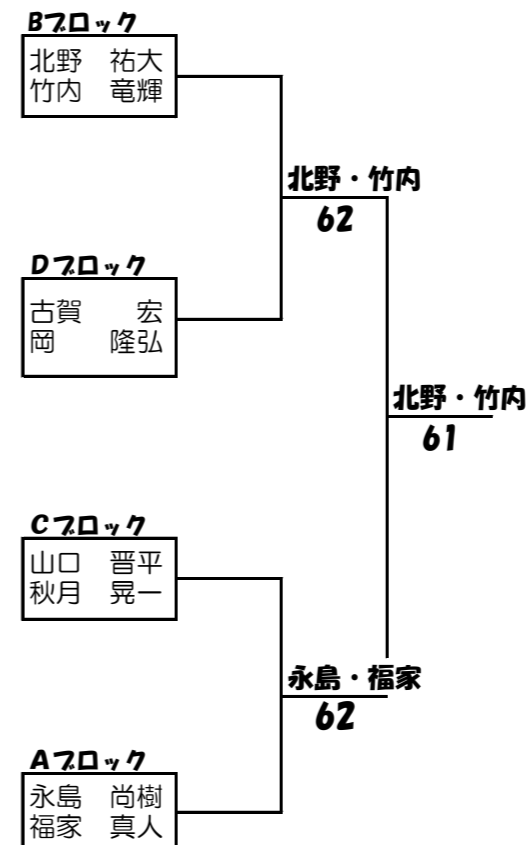 Bブロック
北野　祐大
竹内　竜輝
北野・竹内
62
Dブロック
古賀　　宏
岡　　隆弘
北野・竹内
61
Cブロック
山口　晋平
秋月　晃一
永島・福家
62
Aブロック
永島　尚樹
福家　真人